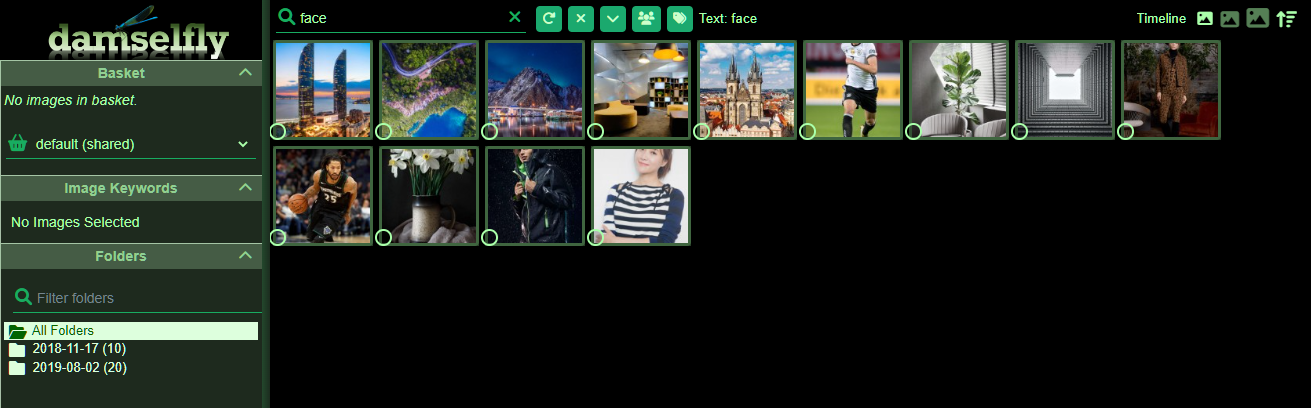 damselfly
face
Text: face
Timeline
Basket
No images in basket.
default (shared)
Image Keywords
No Images Selected
Folders
Filter folders
All Folders
2018-11-17 (10)
2019-08-02 (20)